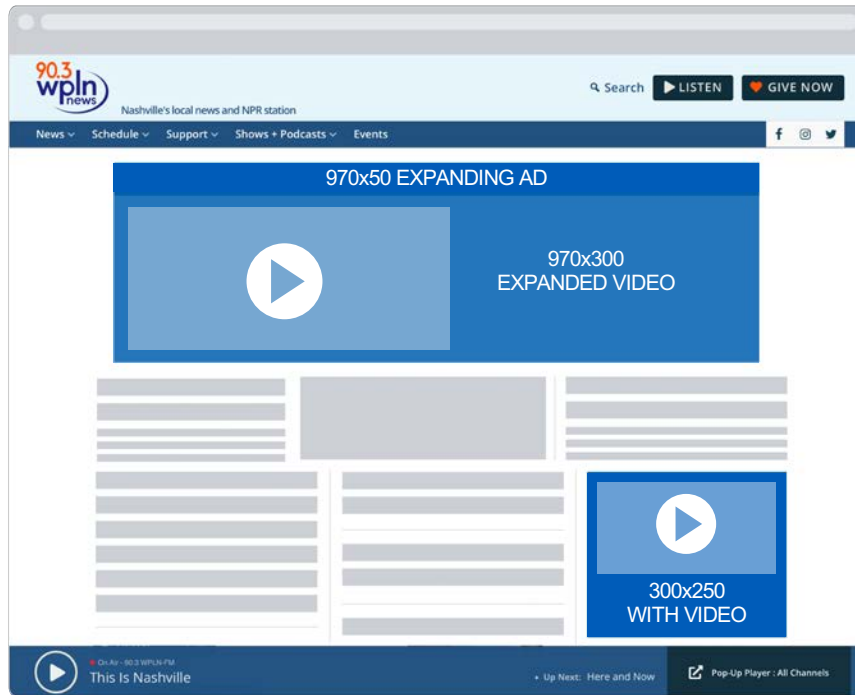 90.3
wpln
news
Nashville's local news and NPR station
Search
LISTEN
GIVE NOW
News
Schedule
Support
Shows + Podcasts
Events
970x50 EXPANDING AD
970x300
EXPANDED VIDEO
300x250
WITH VIDEO
On Air - 90.3 WPLN-FM
This Is Nashville
• Up Next: Here and Now
Pop-Up Player : All Channels